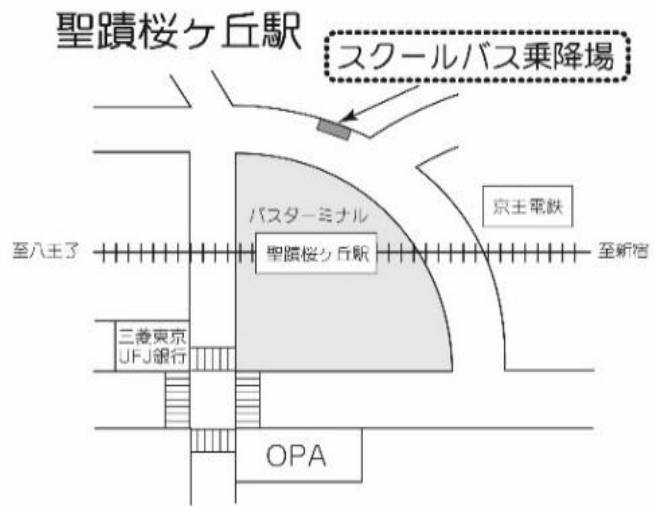 聖蹟桜ヶ丘駅
スクールバス乗降場
バスターミナル
京王電鉄
至八王子
聖蹟桜ヶ丘駅
至新宿
三菱東京
UFJ銀行
OPA